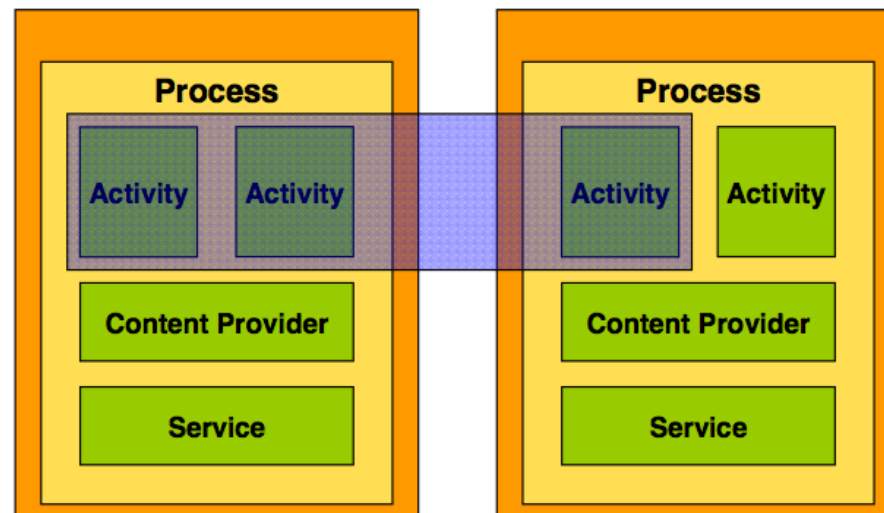 Process
Process
Activity
Activity
Activity
Activity
Content Provider
Content Provider
Service
Service